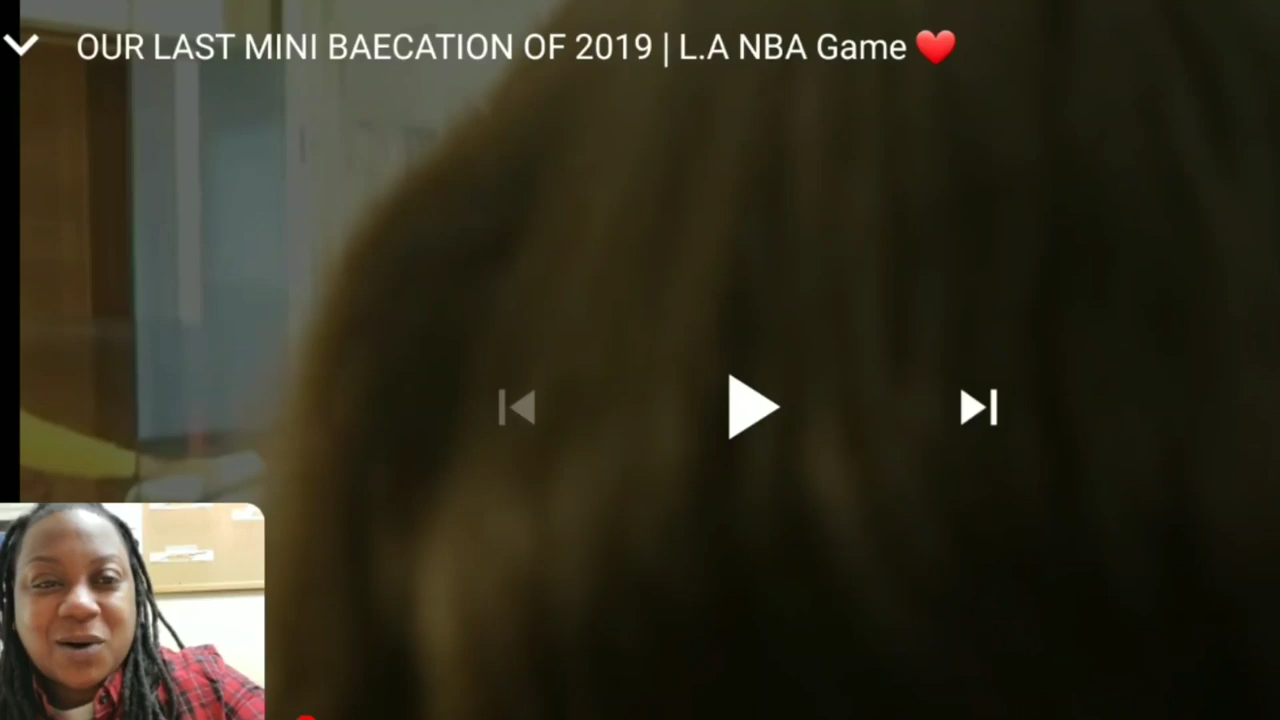 OUR LAST MINI BAECATION OF 2019 | L.A NBA Game ❤️